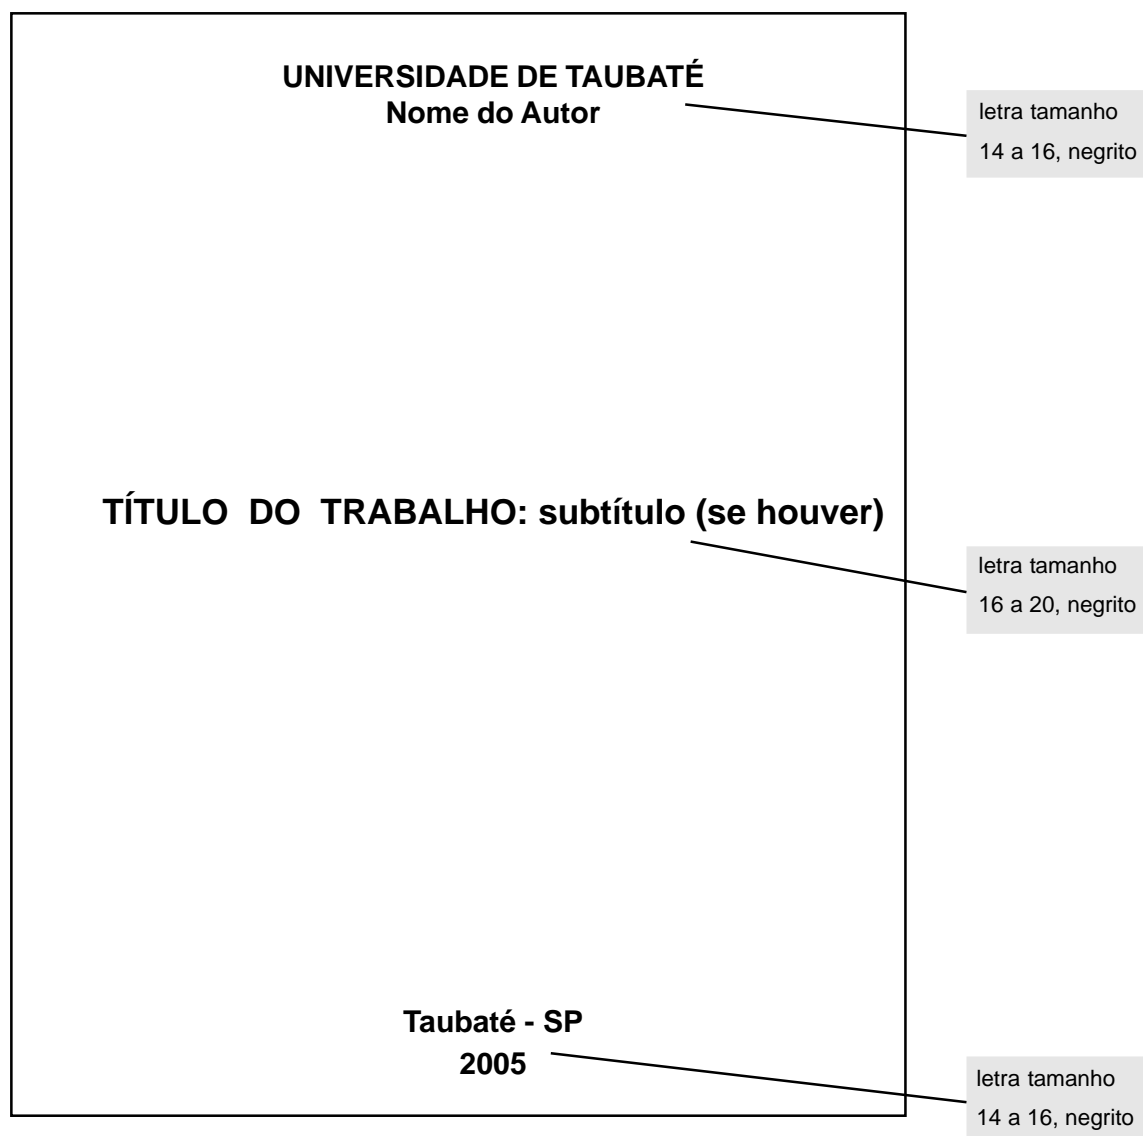 UNIVERSIDADE DE TAUBATÉ
Nome do Autor
letra tamanho
14 a 16, negrito
TÍTULO DO TRABALHO: subtítulo (se houver)
letra tamanho
16 a 20, negrito
Taubaté - SP
2005
letra tamanho
14 a 16, negrito